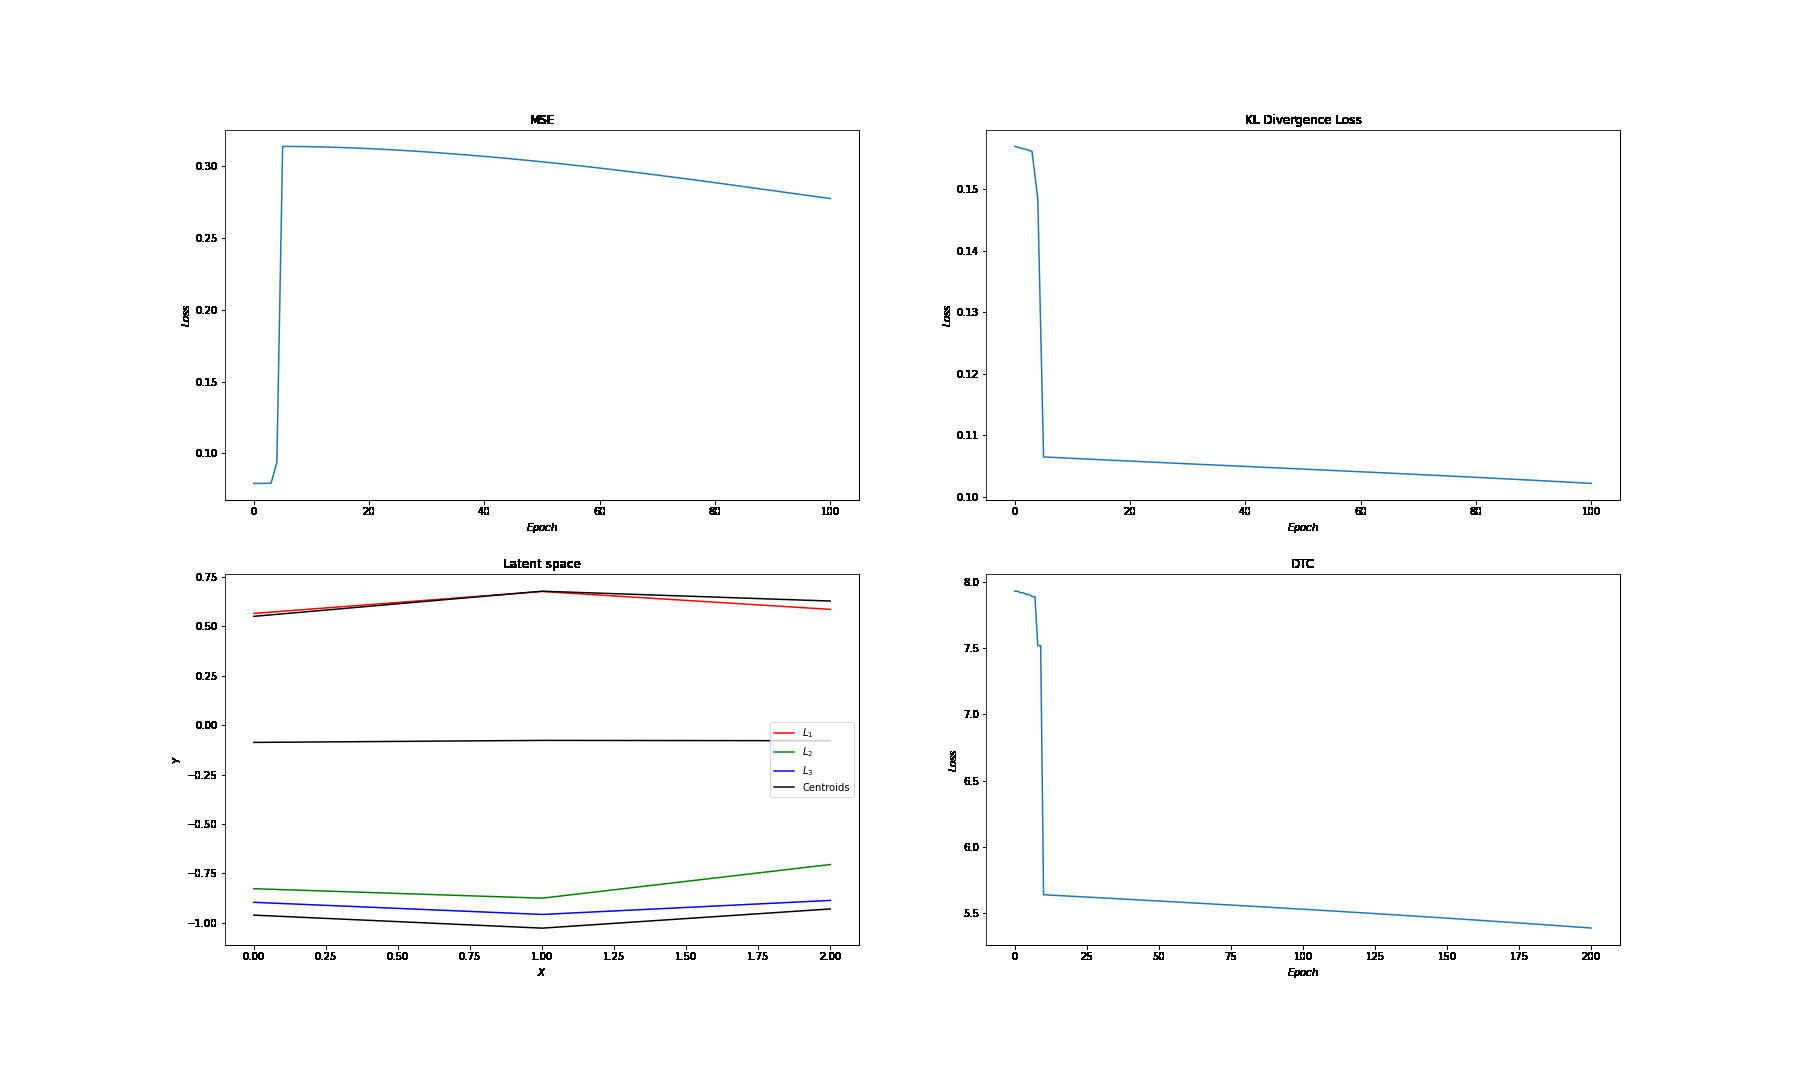 MSE
0.30
0.25
0.20
0.15
0.10
Loss
0 20 40 60 80 100
Epoch
KL Divergence Loss
0.15
0.14
0.13
0.12
0.11
0.10
Loss
0 20 40 60 80 100
Epoch
Latent space
0.75
0.50
0.25
0.00
−0.25
−0.50
−0.75
−1.00
Y
L1
L2
L3
Centroids
0.00 0.25 0.50 0.75 1.00 1.25 1.50 1.75 2.00
X
DTC
8.0
7.5
7.0
6.5
6.0
5.5
Loss
0 25 50 75 100 125 150 175 200
Epoch